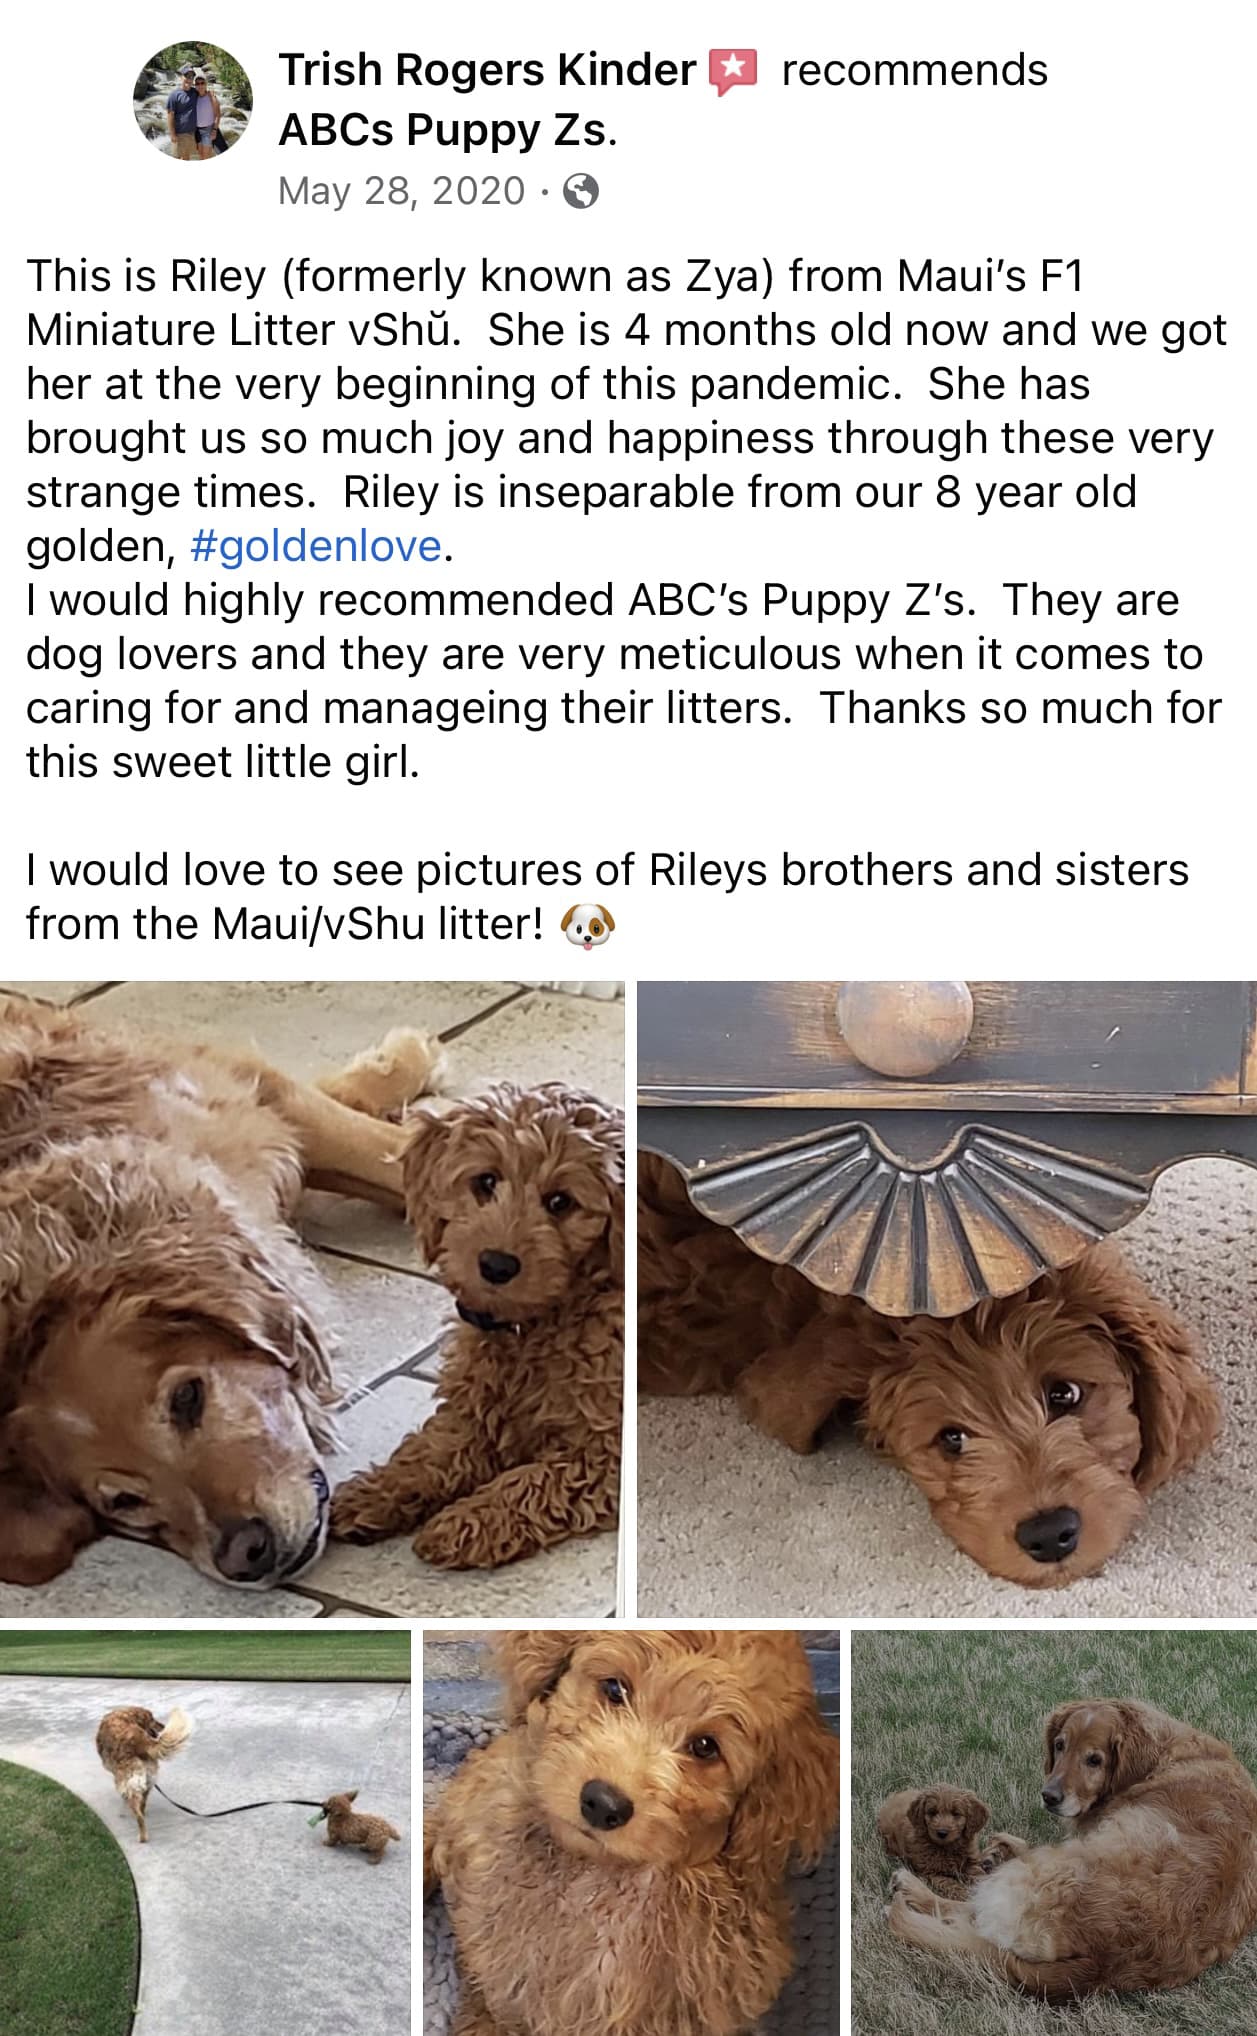 Trish Rogers Kinder recommends
ABCs Puppy Zs.
May 28, 2020 ·
This is Riley (formerly known as Zya) from Maui's F1
Miniature Litter vShŭ.  She is 4 months old now and we got
her at the very beginning of this pandemic.  She has
brought us so much joy and happiness through these very
strange times.  Riley is inseparable from our 8 year old
golden, #goldenlove.
I would highly recommended ABC's Puppy Z's.  They are
dog lovers and they are very meticulous when it comes to
caring for and manageing their litters.  Thanks so much for
this sweet little girl.
I would love to see pictures of Rileys brothers and sisters
from the Maui/vShu litter! 🐶